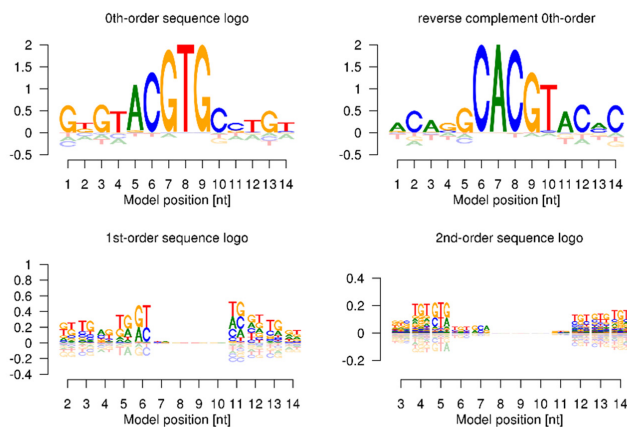 0th-order sequence logo
2
1.5
1
0.5
0
-0.5
GTGTACGTGCCTGT
1 2 3 4 5 6 7 8 9 10 11 12 13 14
Model position [nt]
reverse complement 0th-order
2
1.5
1
0.5
0
-0.5
ACAGGCACGTACAC
1 2 3 4 5 6 7 8 9 10 11 12 13 14
Model position [nt]
1st-order sequence logo
1
0.8
0.6
0.4
0.2
0
-0.2
-0.4
2 3 4 5 6 7 8 9 10 11 12 13 14
Model position [nt]
2nd-order sequence logo
0.4
0.2
0
-0.2
3 4 5 6 7 8 9 10 11 12 13 14
Model position [nt]